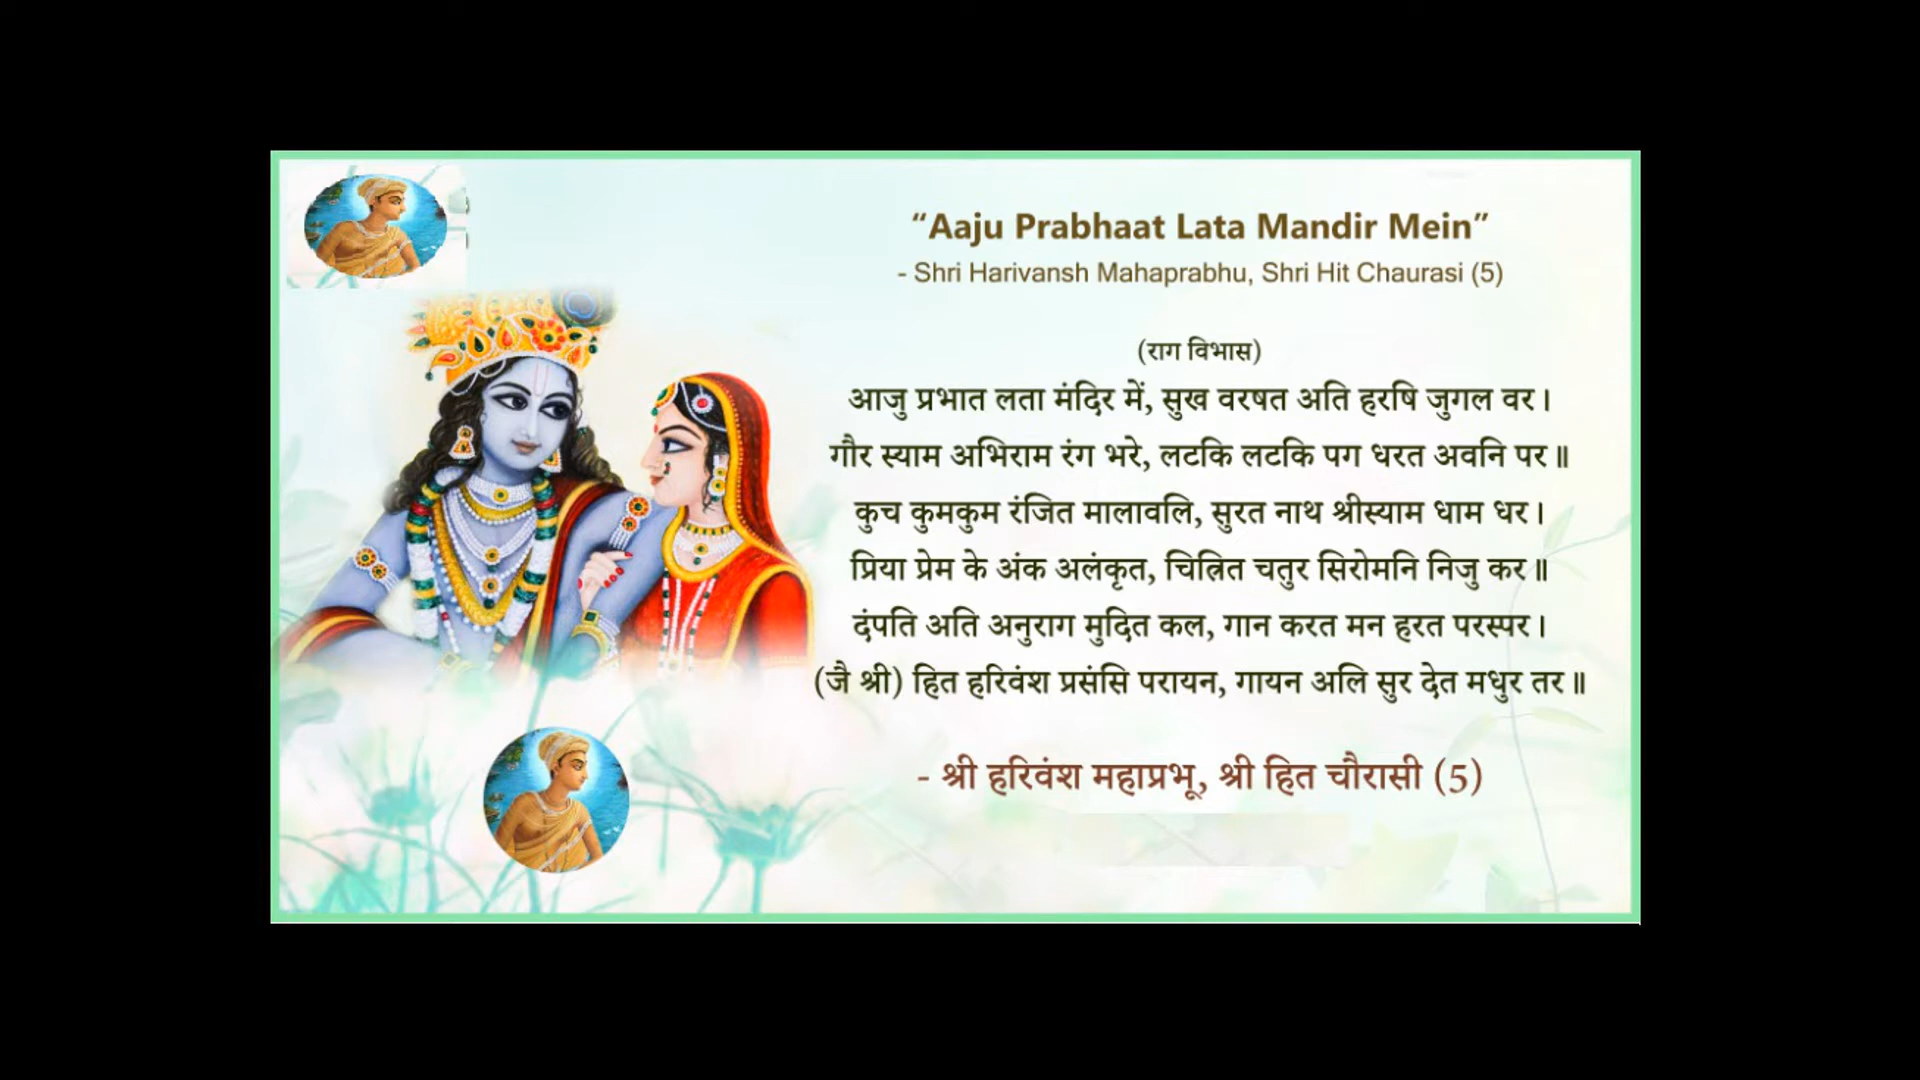 “Aaju Prabhaat Lata Mandir Mein”
- Shri Harivansh Mahaprabhu, Shri Hit Chaurasi (5)
(राग विभास)
आजु प्रभात लता मंदिर में, सुख वरषत अति हरषि जुगल वर।
गौर स्याम अभिराम रंग भरे, लटकि लटकि पग धरत अवनि पर॥
कुच कुमकुम रंजित मालावलि, सुरत नाथ श्रीस्याम धाम धर।
प्रिया प्रेम के अंक अलंकृत, चित्रित चतुर सिरोमनि निजु कर॥
दंपति अति अनुराग मुदित कल, गान करत मन हरत परस्पर।
(जै श्री) हित हरिवंश प्रसंसि परायन, गायन अलि सुर देत मधुर तर॥
- श्री हरिवंश महाप्रभू, श्री हित चौरासी (5)